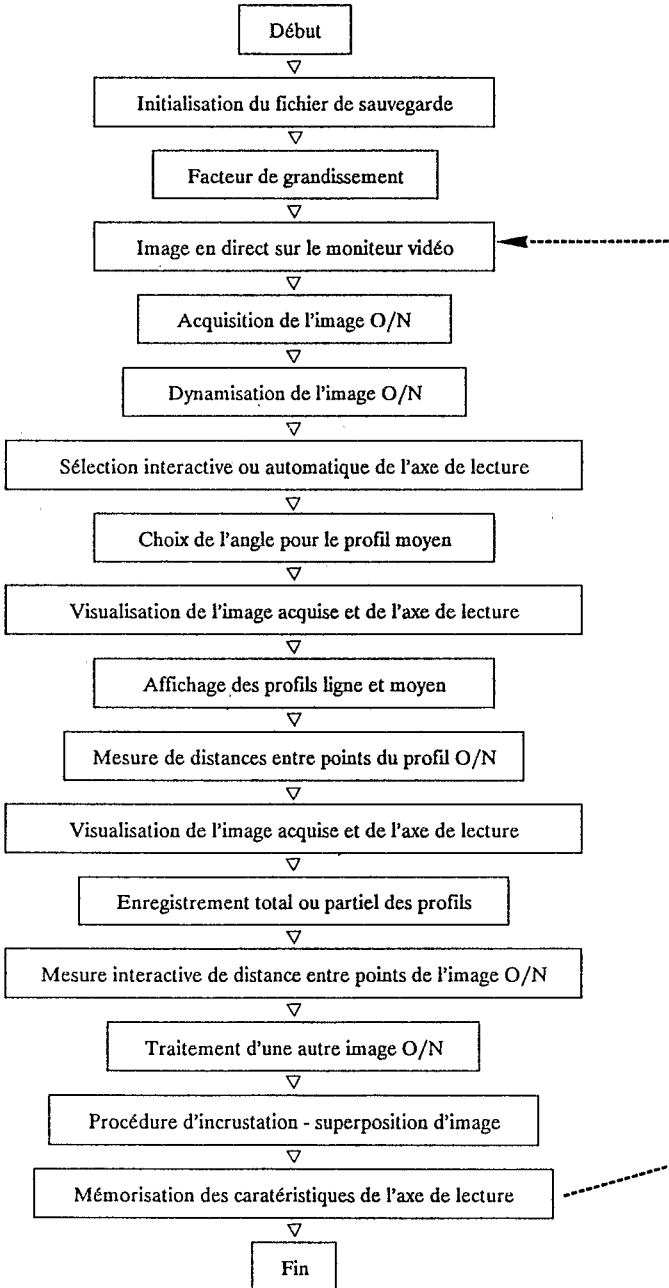 Début
Initialisation du fichier de sauvegarde
Facteur de grandissement
Image en direct sur le moniteur vidéo
Acquisition de l'image O/N
Dynamisation de l'image O/N
Sélection interactive ou automatique de l'axe de lecture
Choix de l'angle pour le profil moyen
Visualisation de l'image acquise et de l'axe de lecture
Affichage des profils ligne et moyen
Mesure de distances entre points du profil O/N
Visualisation de l'image acquise et de l'axe de lecture
Enregistrement total ou partiel des profils
Mesure interactive de distance entre points de l'image O/N
Traitement d'une autre image O/N
Procédure d'incrustation - superposition d'image
Mémorisation des caratéristiques de l'axe de lecture
Fin